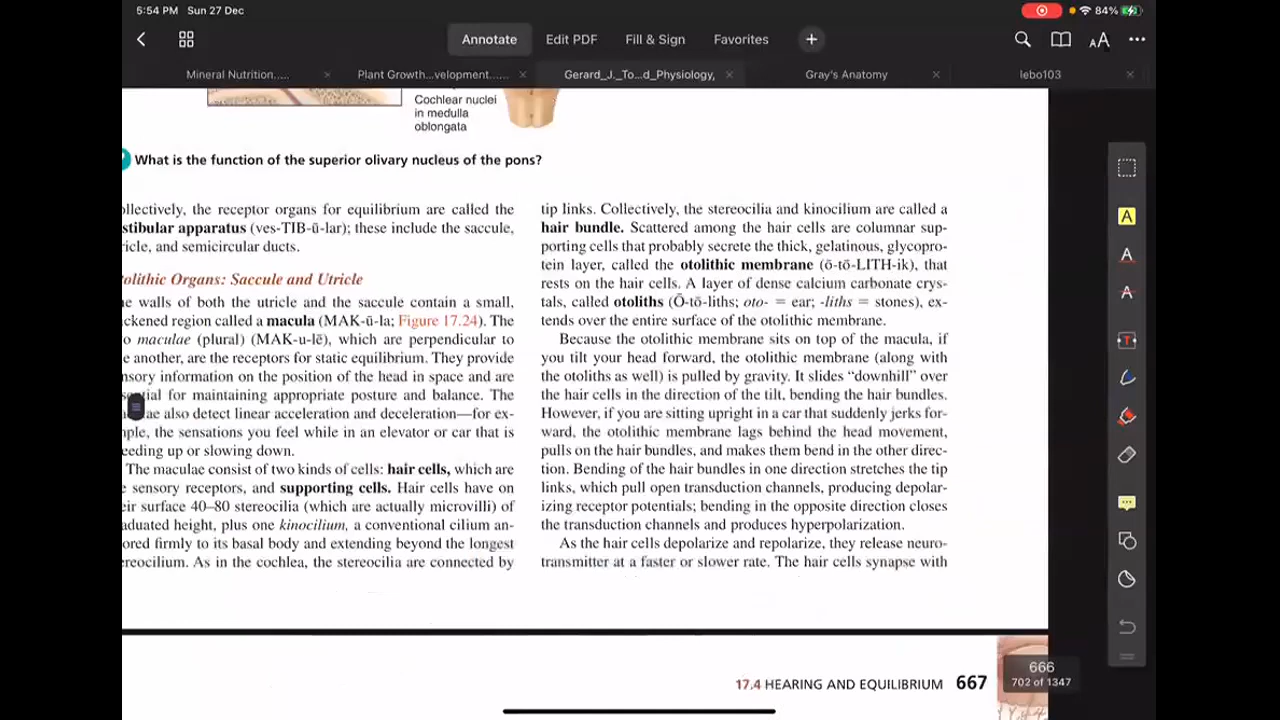 5:54 PM Sun 27 Dec
84%
Annotate Edit PDF Fill & Sign Favorites
AA
Mineral Nutrition..... × Plant Growth...velopment...... × Gerard_J._To...d_Physiology, × Gray's Anatomy × lebo103 ×
Cochlear nuclei
in medulla
oblongata
What is the function of the superior olivary nucleus of the pons?
ollectively, the receptor organs for equilibrium are called the
stibular apparatus (ves-TIB-ū-lar); these include the saccule,
ricle, and semicircular ducts.
olithic Organs: Saccule and Utricle
e walls of both the utricle and the saccule contain a small,
ickened region called a macula (MAK-ū-la; Figure 17.24). The
o maculae (plural) (MAK-u-lē), which are perpendicular to
e another, are the receptors for static equilibrium. They provide
nsory information on the position of the head in space and are
ential for maintaining appropriate posture and balance. The
ae also detect linear acceleration and deceleration—for ex-
mple, the sensations you feel while in an elevator or car that is
eeding up or slowing down.
The maculae consist of two kinds of cells: hair cells, which are
e sensory receptors, and supporting cells. Hair cells have on
eir surface 40–80 stereocilia (which are actually microvilli) of
aduated height, plus one kinocilium, a conventional cilium an-
ored firmly to its basal body and extending beyond the longest
ereocilium. As in the cochlea, the stereocilia are connected by
tip links. Collectively, the stereocilia and kinocilium are called a
hair bundle. Scattered among the hair cells are columnar sup-
porting cells that probably secrete the thick, gelatinous, glycopro-
tein layer, called the otolithic membrane (ō-tō-LITH-ik), that
rests on the hair cells. A layer of dense calcium carbonate crys-
tals, called otoliths (Ō-tō-liths; oto- = ear; -liths = stones), ex-
tends over the entire surface of the otolithic membrane.
Because the otolithic membrane sits on top of the macula, if
you tilt your head forward, the otolithic membrane (along with
the otoliths as well) is pulled by gravity. It slides “downhill” over
the hair cells in the direction of the tilt, bending the hair bundles.
However, if you are sitting upright in a car that suddenly jerks for-
ward, the otolithic membrane lags behind the head movement,
pulls on the hair bundles, and makes them bend in the other direc-
tion. Bending of the hair bundles in one direction stretches the tip
links, which pull open transduction channels, producing depolar-
izing receptor potentials; bending in the opposite direction closes
the transduction channels and produces hyperpolarization.
As the hair cells depolarize and repolarize, they release neuro-
transmitter at a faster or slower rate. The hair cells synapse with
17.4 HEARING AND EQUILIBRIUM 667
666
702 of 1347